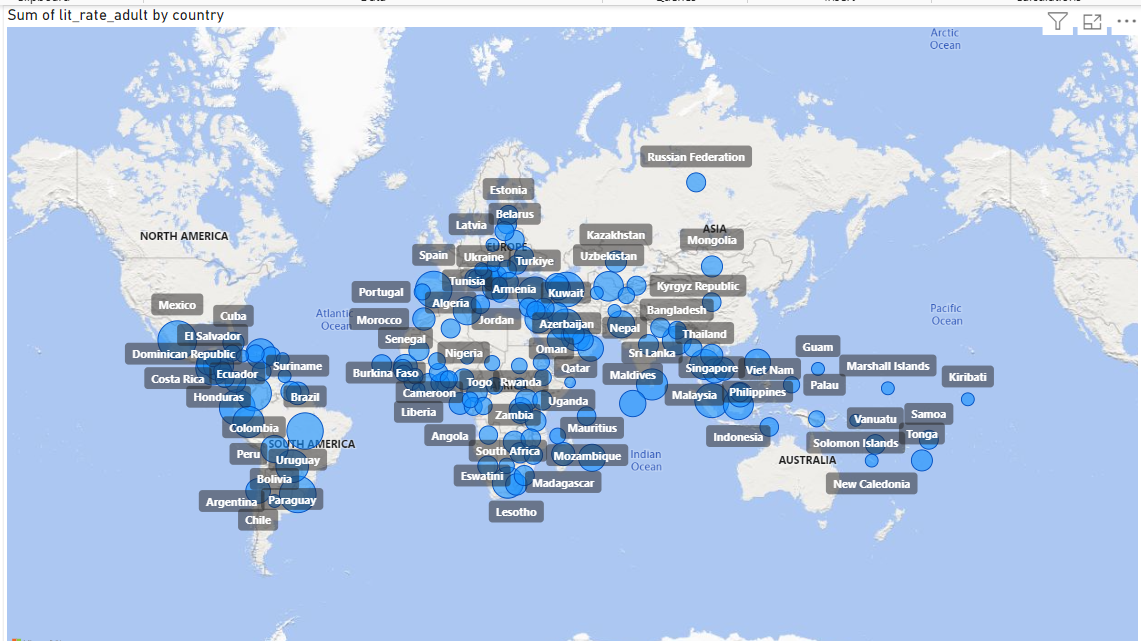 Sum of lit_rate_adult by country
Arctic
Ocean
Russian Federation
Estonia
Belarus
Latvia
NORTH AMERICA
EUROPE
ASIA
Mongolia
Kazakhstan
Uzbekistan
Spain
Ukraine
Turkiye
Tunisia
Armenia
Kuwait
Kyrgyz Republic
Portugal
Mexico
Algeria
Bangladesh
Cuba
Atlantic
Ocean
Morocco
Jordan
Azerbaijan
Nepal
Thailand
Pacific
Ocean
El Salvador
Senegal
Dominican Republic
Nigeria
Oman
Sri Lanka
Guam
Suriname
Qatar
Singapore
Viet Nam
Marshall Islands
Costa Rica
Ecuador
Burkina Faso
Togo
Rwanda
Maldives
Palau
Kiribati
Honduras
Brazil
Cameroon
Uganda
Malaysia
Philippines
Liberia
Zambia
Samoa
Vanuatu
Colombia
Mauritius
Angola
Indonesia
Tonga
SOUTH AMERICA
Solomon Islands
Peru
Uruguay
South Africa
Mozambique
Indian
Ocean
AUSTRALIA
Bolivia
Eswatini
Madagascar
New Caledonia
Argentina
Paraguay
Lesotho
Chile